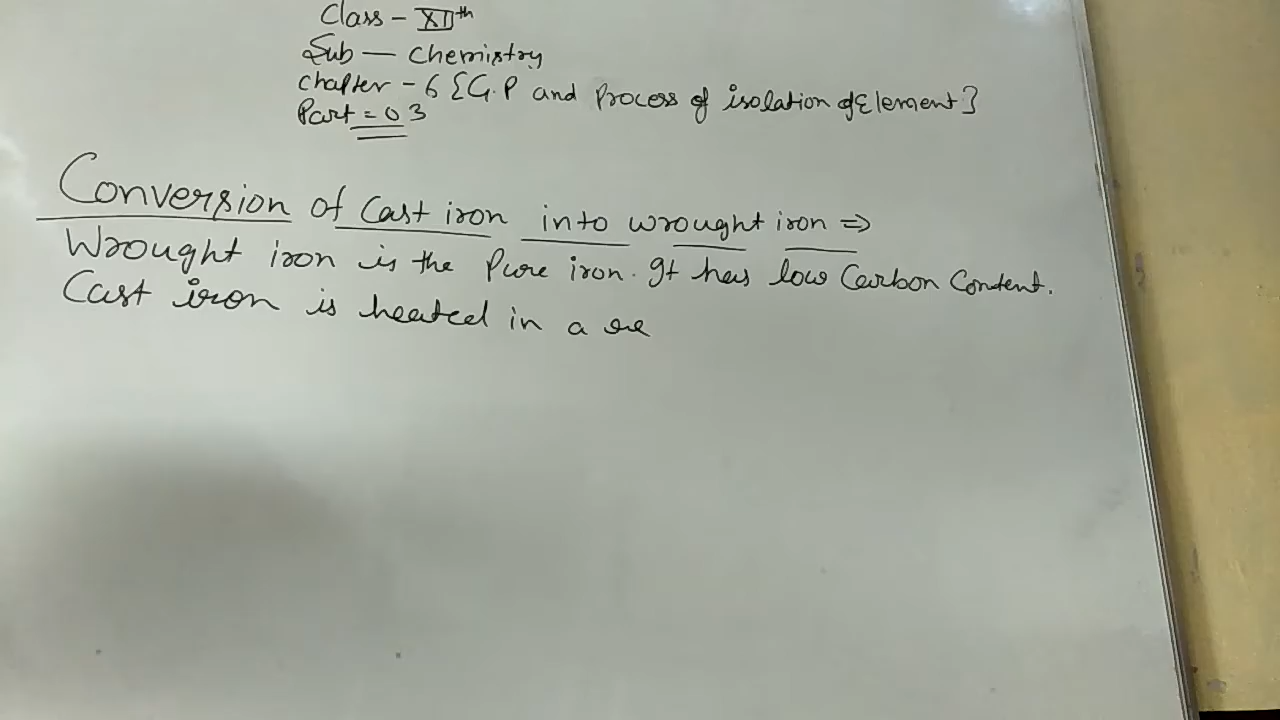 Class - XIIth
Sub - Chemistry
Chapter - 6 {G.P and Process of isolation of Element}
Part = 03
Conversion of Cast iron into wrought iron ⇒
Wrought iron is the Pure iron. It has low Carbon Content.
Cast iron is heated in a re